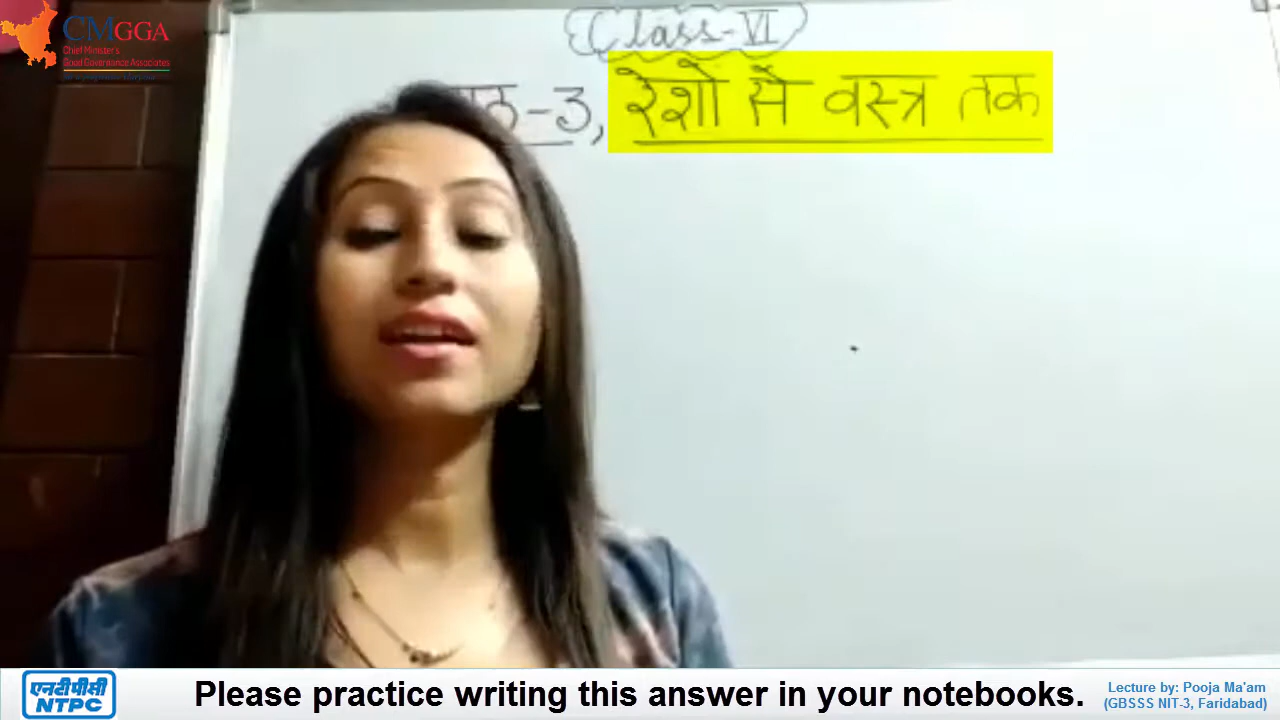 CMGGA
Chief Minister's
Good Governance Associates
Class-VI
-3, रेशों से वस्त्र तक
एनटीपीसी
NTPC
Please practice writing this answer in your notebooks.
Lecture by: Pooja Ma'am
(GBSSS NIT-3, Faridabad)